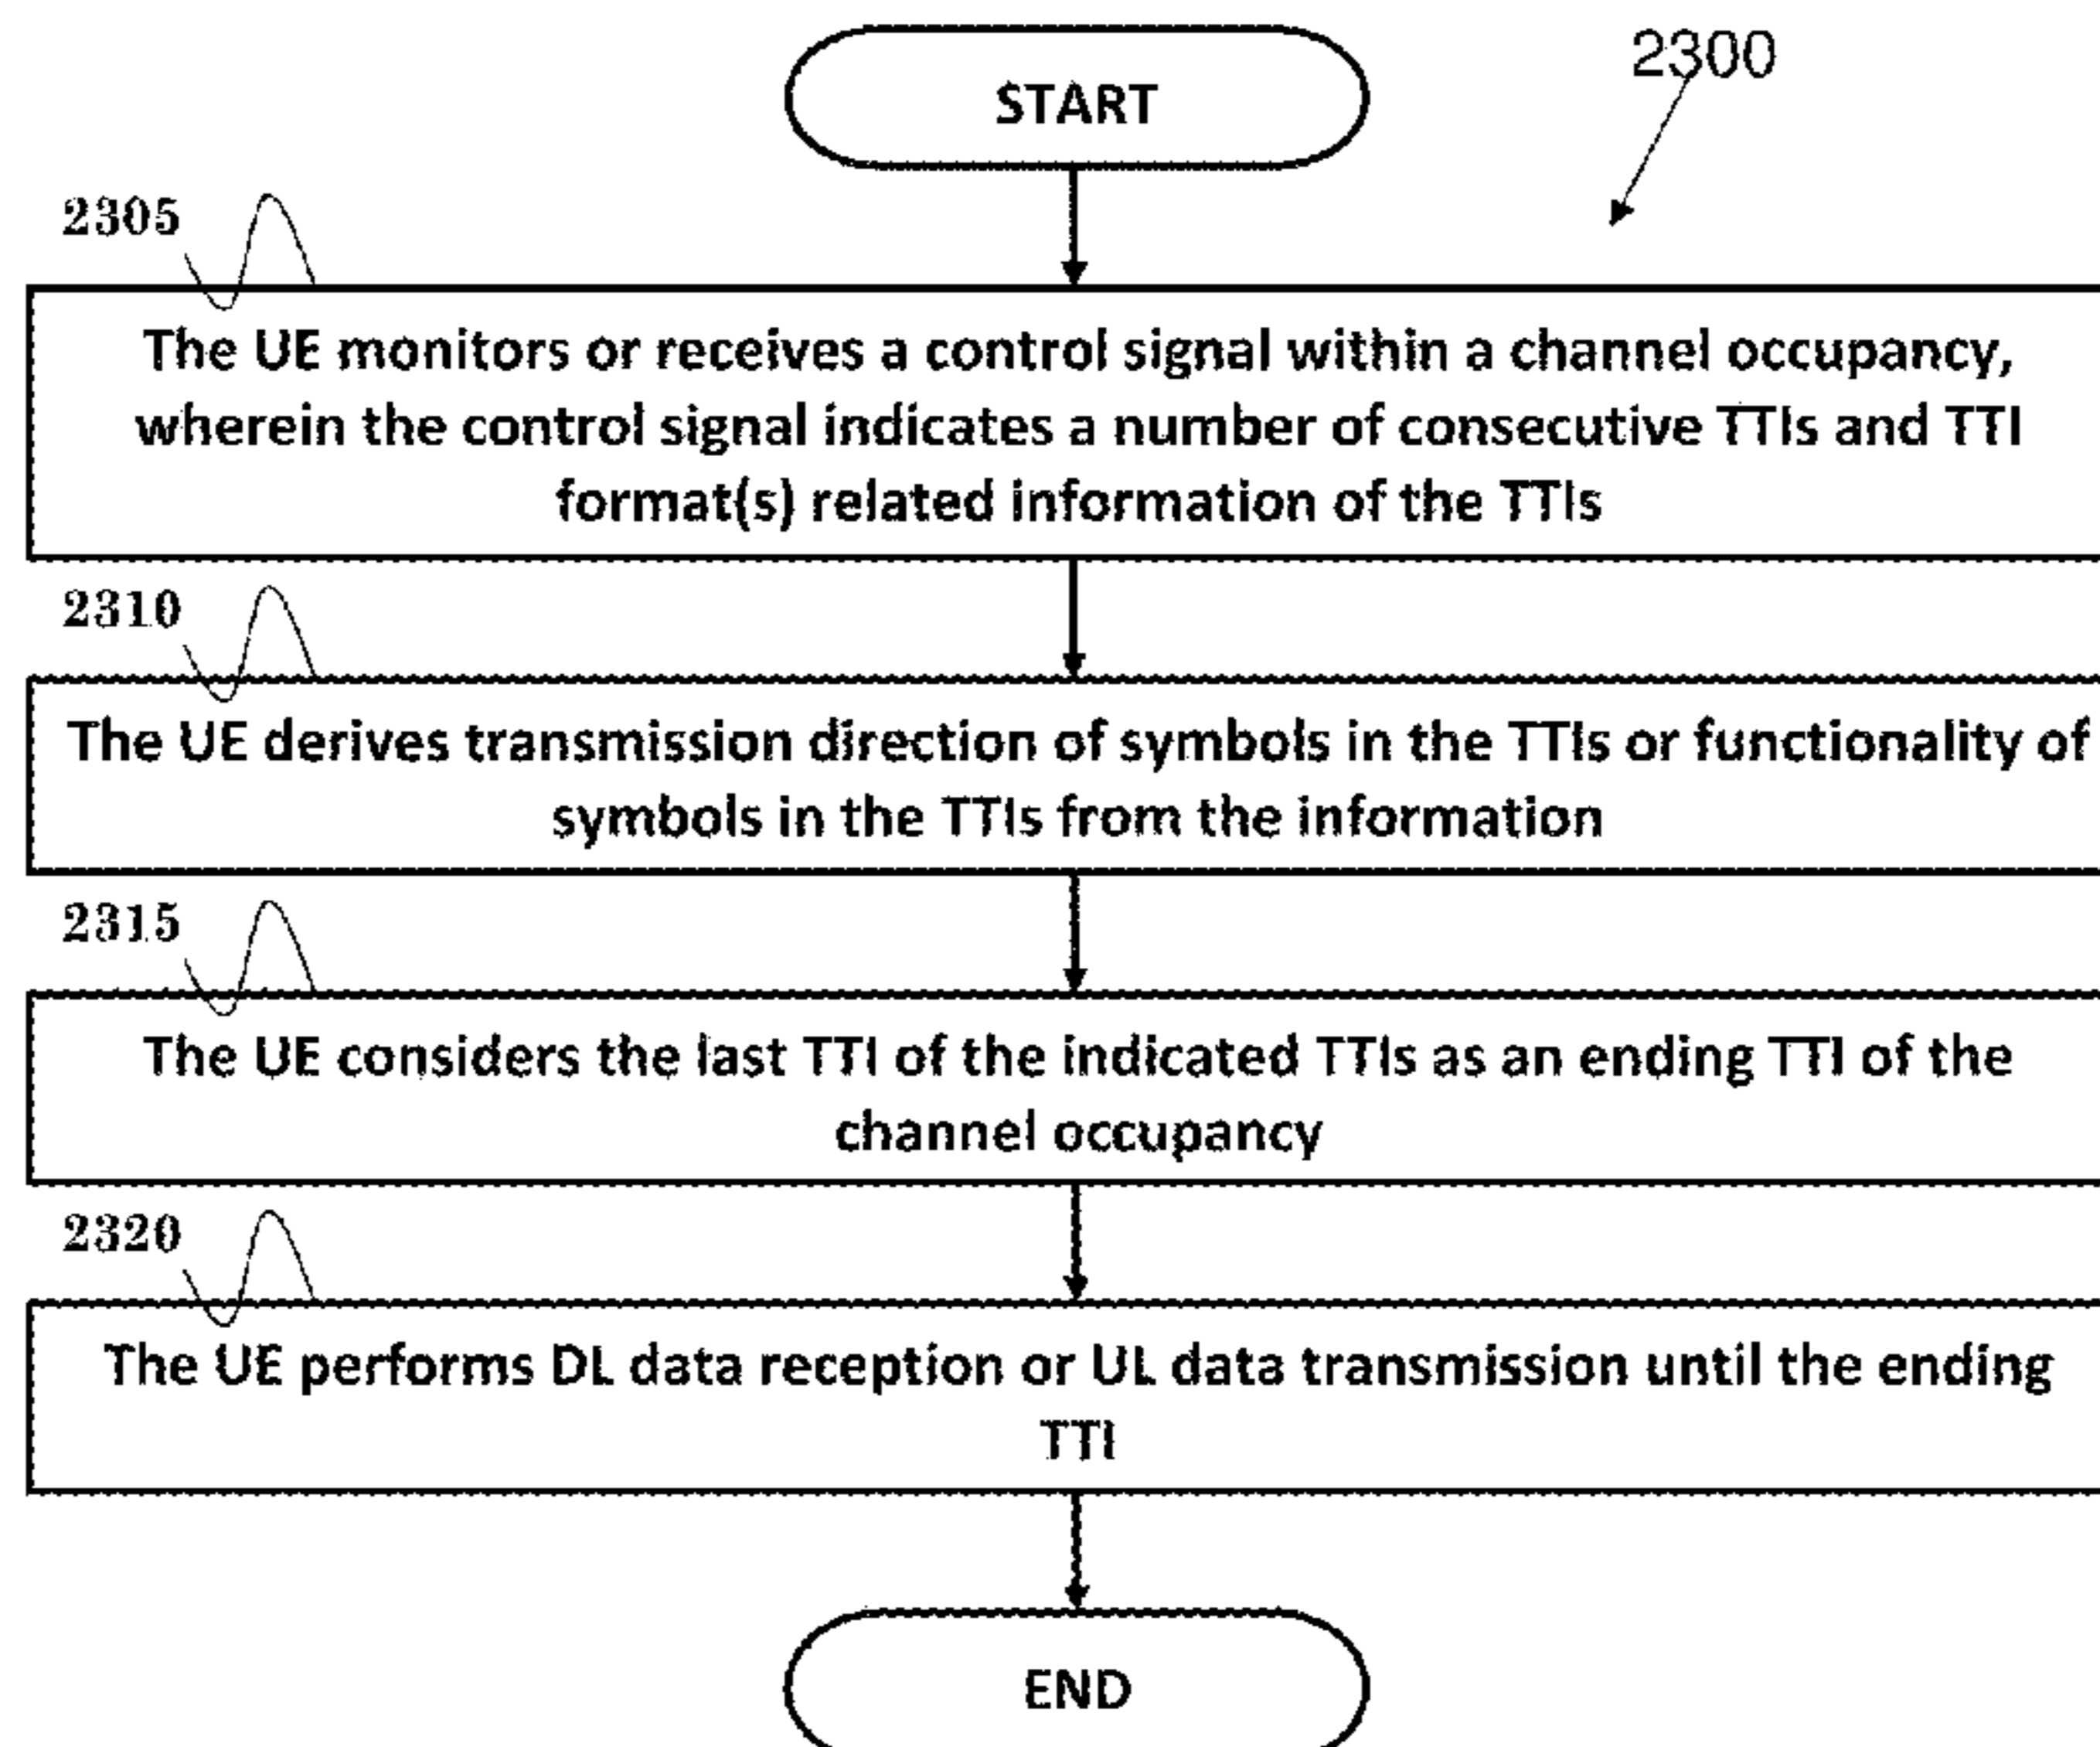 START
2300
2305
The UE monitors or receives a control signal within a channel occupancy,
wherein the control signal indicates a number of consecutive TTIs and TTI
format(s) related information of the TTIs
2310
The UE derives transmission direction of symbols in the TTIs or functionality of
symbols in the TTIs from the information
2315
The UE considers the last TTI of the indicated TTIs as an ending TTI of the
channel occupancy
2320
The UE performs DL data reception or UL data transmission until the ending
TTI
END